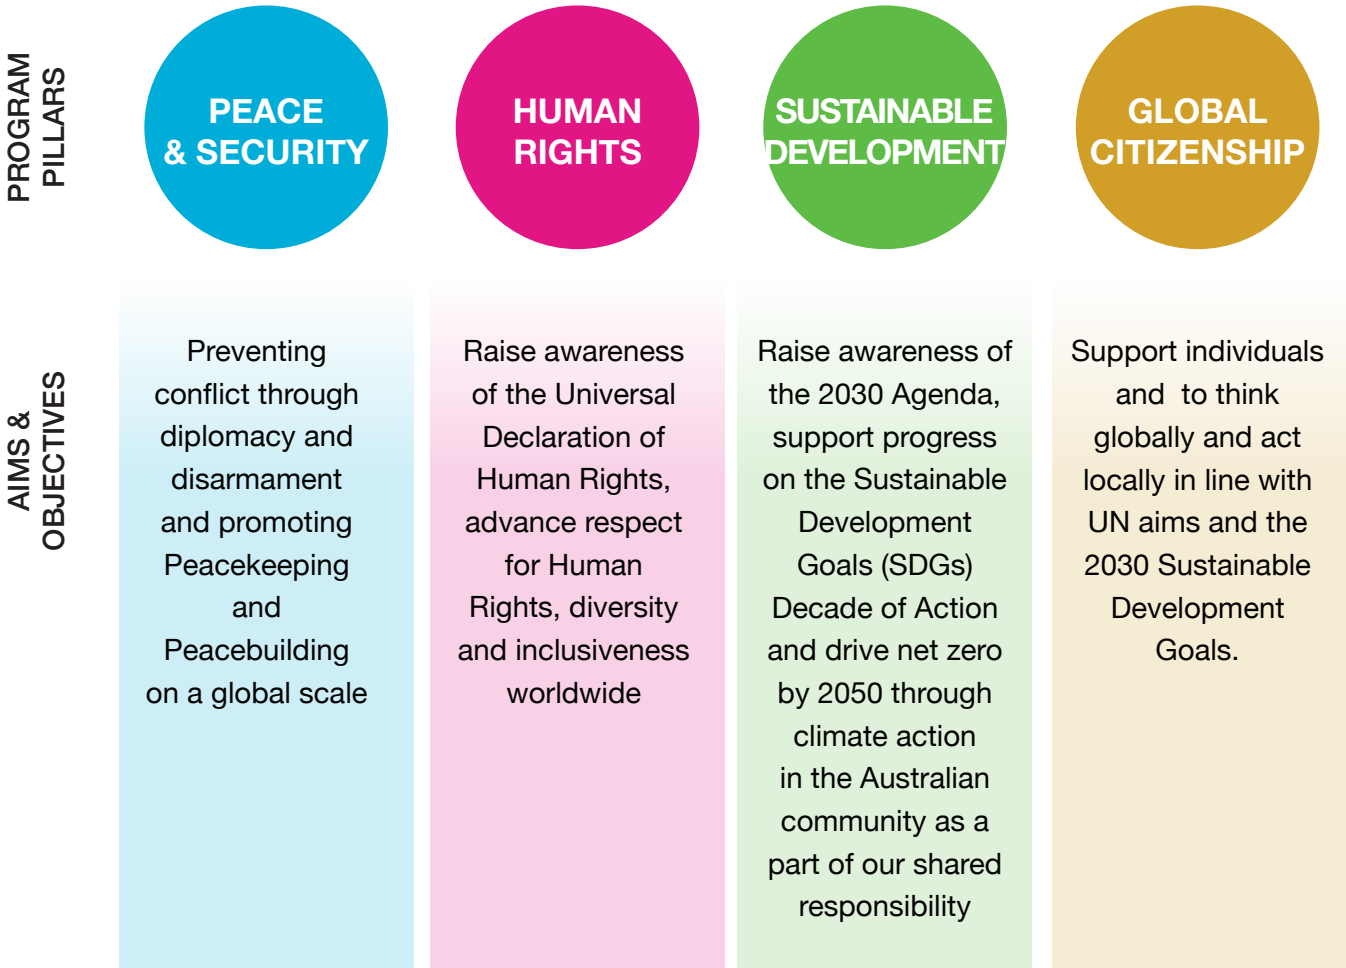 PROGRAM
PILLARS
PEACE
& SECURITY
HUMAN
RIGHTS
SUSTAINABLE
DEVELOPMENT
GLOBAL
CITIZENSHIP
AIMS &
OBJECTIVES
Preventing
conflict through
diplomacy and
disarmament
and promoting
Peacekeeping
and
Peacebuilding
on a global scale
Raise awareness
of the Universal
Declaration of
Human Rights,
advance respect
for Human
Rights, diversity
and inclusiveness
worldwide
Raise awareness of
the 2030 Agenda,
support progress
on the Sustainable
Development
Goals (SDGs)
Decade of Action
and drive net zero
by 2050 through
climate action
in the Australian
community as a
part of our shared
responsibility
Support individuals
and  to think
globally and act
locally in line with
UN aims and the
2030 Sustainable
Development
Goals.